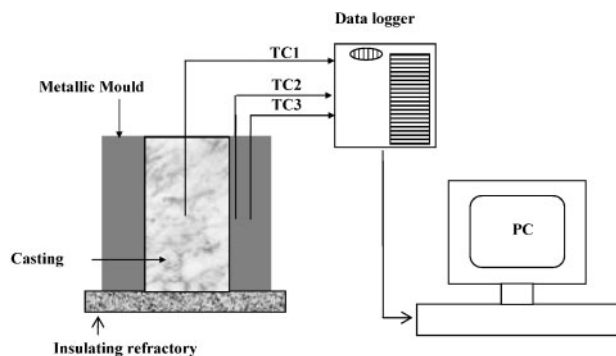 Data logger
TC1
Metallic Mould
TC2
TC3
PC
Casting
Insulating refractory